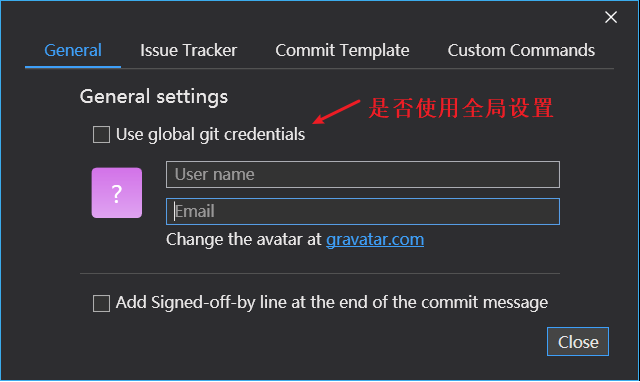 General Issue Tracker Commit Template Custom Commands
General settings
Use global git credentials 是否使用全局设置
?
User name
Email
Change the avatar at gravatar.com
Add Signed-off-by line at the end of the commit message
Close